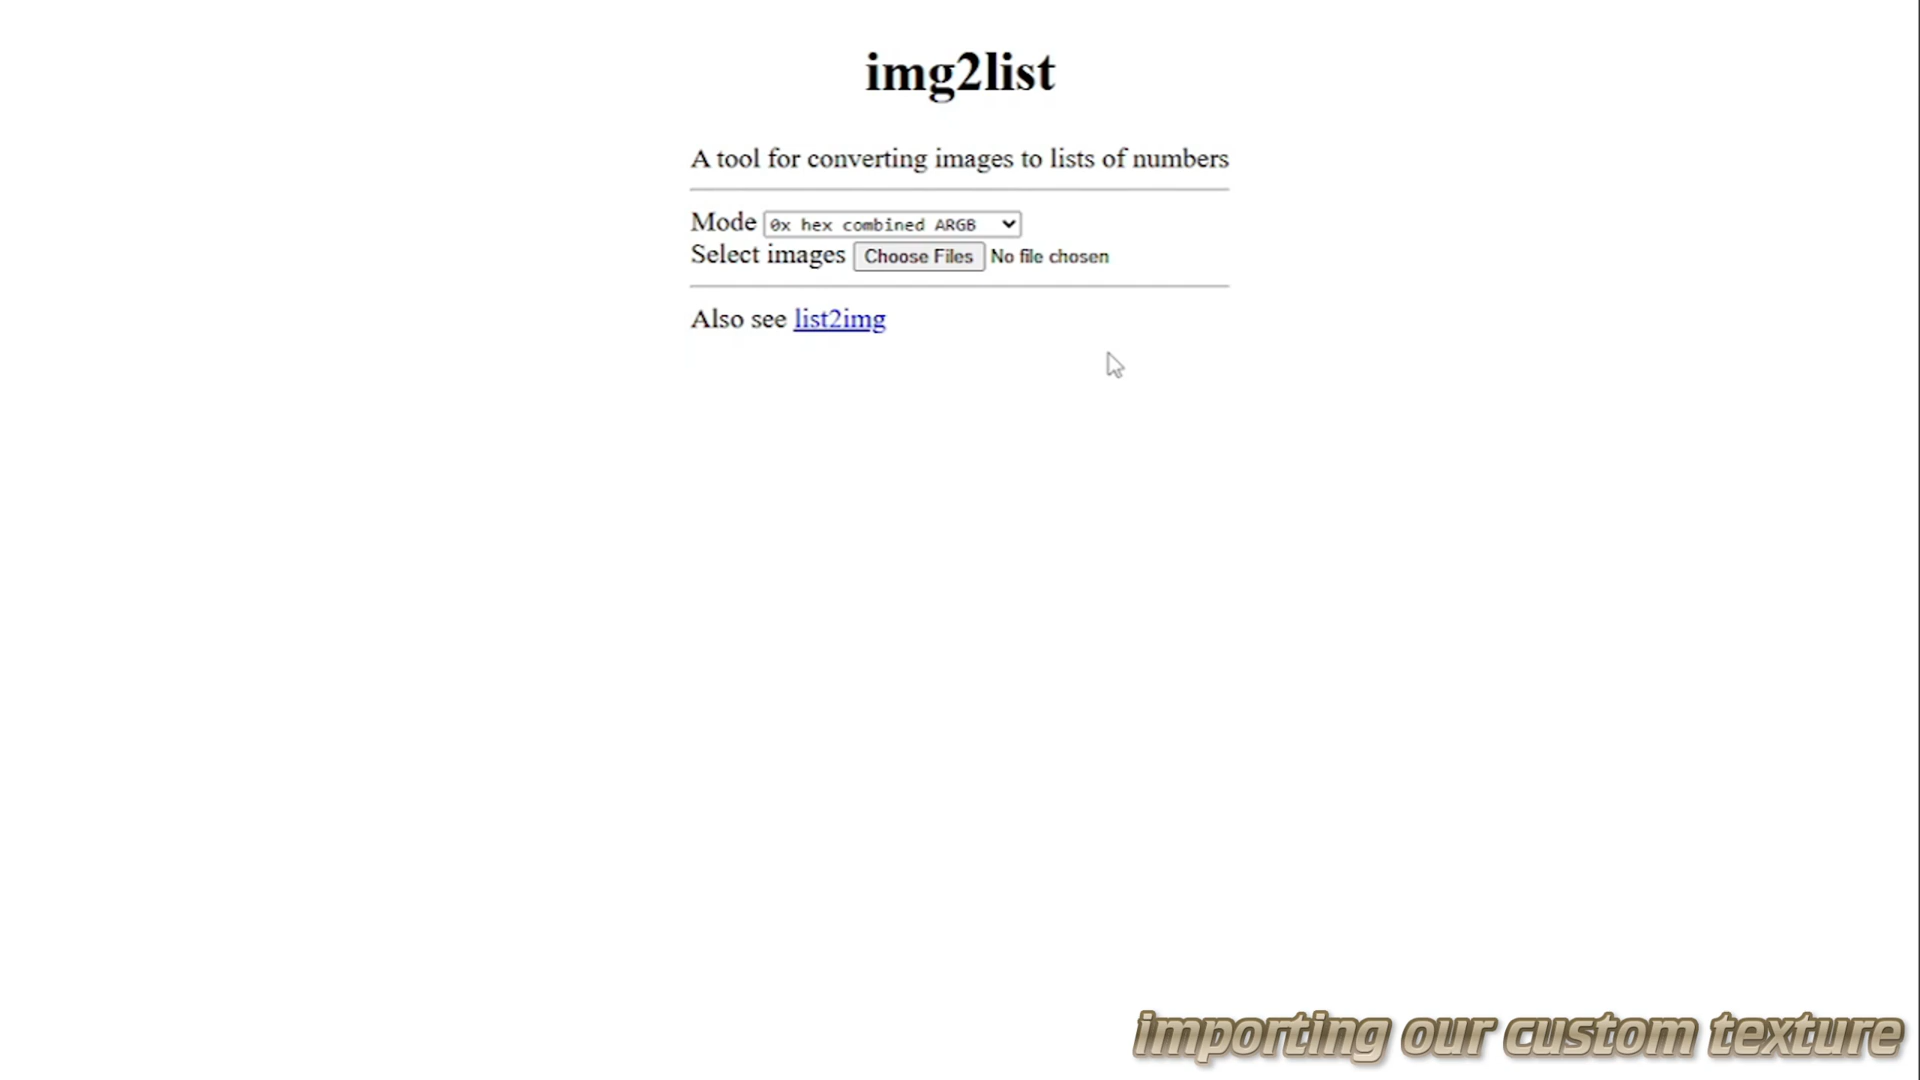 img2list
A tool for converting images to lists of numbers
Mode 0x hex combined ARGB
Select images Choose Files No file chosen
Also see list2img
importing our custom texture